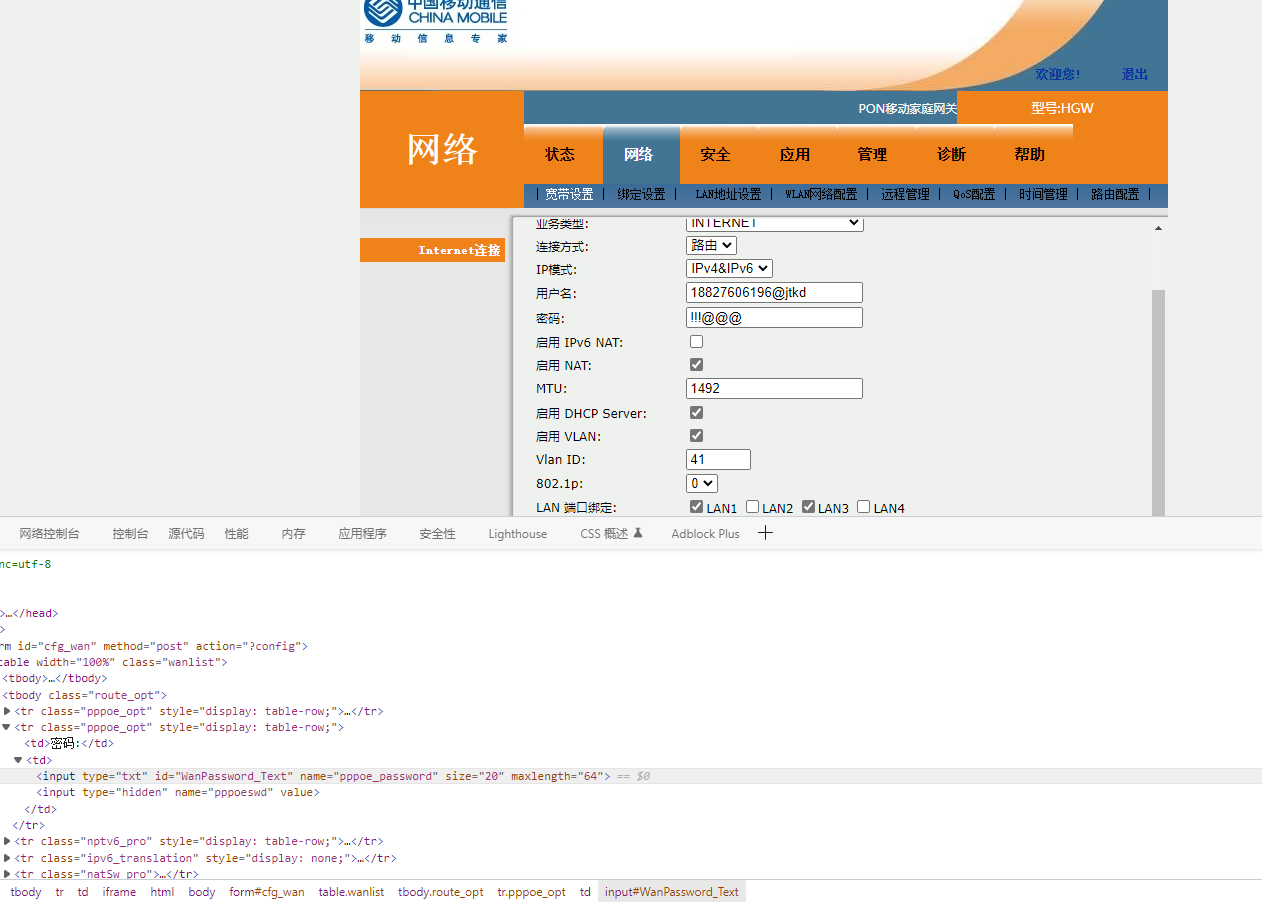 中国移动通信
CHINA MOBILE
移 动 信 息 专 家
欢迎您! 退出
PON移动家庭网关 型号:HGW
网络
状态 网络 安全 应用 管理 诊断 帮助
| 宽带设置 | 绑定设置 | LAN地址设置 | WLAN网络配置 | 远程管理 | QoS配置 | 时间管理 | 路由配置 |
Internet连接
业务类型: INTERNET
连接方式: 路由
IP模式: IPv4&IPv6
用户名: 18827606196@jtkd
密码: !!!@@@
启用 IPv6 NAT:
启用 NAT:
MTU: 1492
启用 DHCP Server:
启用 VLAN:
Vlan ID: 41
802.1p: 0
LAN 端口绑定: LAN1 LAN2 LAN3 LAN4
网络控制台 控制台 源代码 性能 内存 应用程序 安全性 Lighthouse CSS 概述 Adblock Plus
nc=utf-8
>…</head>
>
rm id="cfg_wan" method="post" action="?config">
table width="100%" class="wanlist">
<tbody>…</tbody>
<tbody class="route_opt">
<tr class="pppoe_opt" style="display: table-row;">…</tr>
<tr class="pppoe_opt" style="display: table-row;">
<td>密码:</td>
<td>
<input type="txt" id="WanPassword_Text" name="pppoe_password" size="20" maxlength="64"> == $0
<input type="hidden" name="pppoeswd" value>
</td>
</tr>
<tr class="nptv6_pro" style="display: table-row;">…</tr>
<tr class="ipv6_translation" style="display: none;">…</tr>
<tr class="natSw_pro">…</tr>
tbody tr td iframe html body form#cfg_wan table.wanlist tbody.route_opt tr.pppoe_opt td input#WanPassword_Text